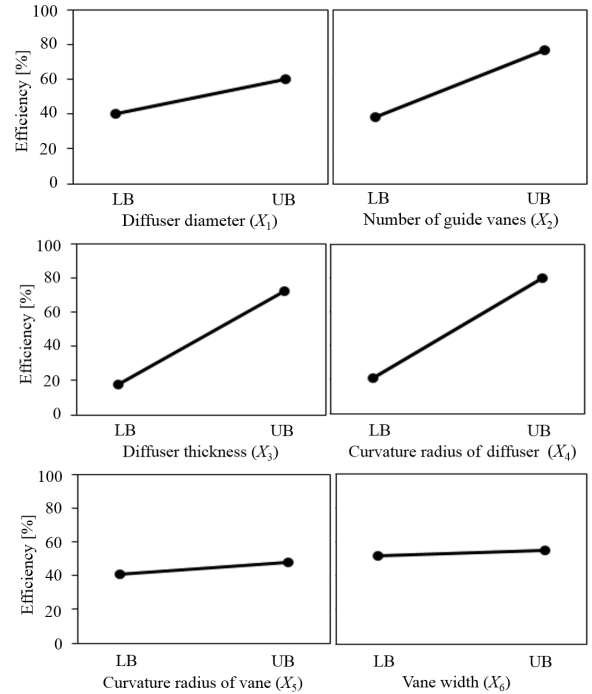 100
80
60
40
20
0
Efficiency [%]
LB UB LB UB
Diffuser diameter (X₁) Number of guide vanes (X₂)
100
80
60
40
20
0
Efficiency [%]
LB UB LB UB
Diffuser thickness (X₃) Curvature radius of diffuser (X₄)
100
80
60
40
20
0
Efficiency [%]
LB UB LB UB
Curvature radius of vane (X₅) Vane width (X₆)